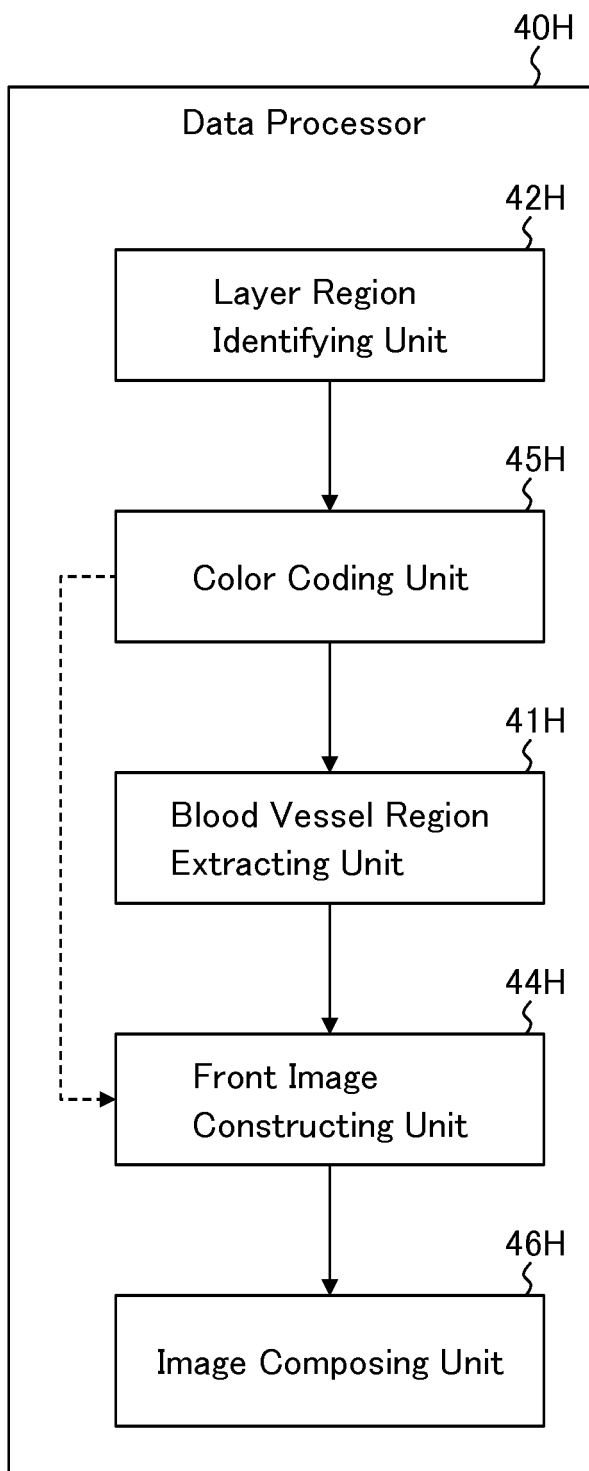 40H
Data Processor
42H
Layer Region
Identifying Unit
45H
Color Coding Unit
41H
Blood Vessel Region
Extracting Unit
44H
Front Image
Constructing Unit
46H
Image Composing Unit